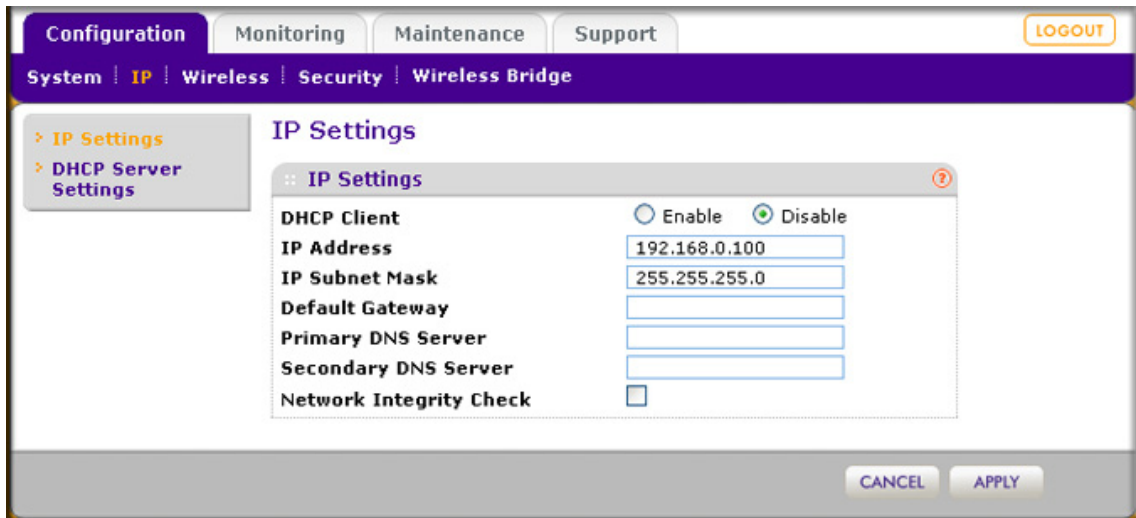 Configuration Monitoring Maintenance Support LOGOUT
System IP Wireless Security Wireless Bridge
IP Settings
DHCP Server
Settings
IP Settings
IP Settings ?
DHCP Client Enable Disable
IP Address 192.168.0.100
IP Subnet Mask 255.255.255.0
Default Gateway
Primary DNS Server
Secondary DNS Server
Network Integrity Check
CANCEL APPLY